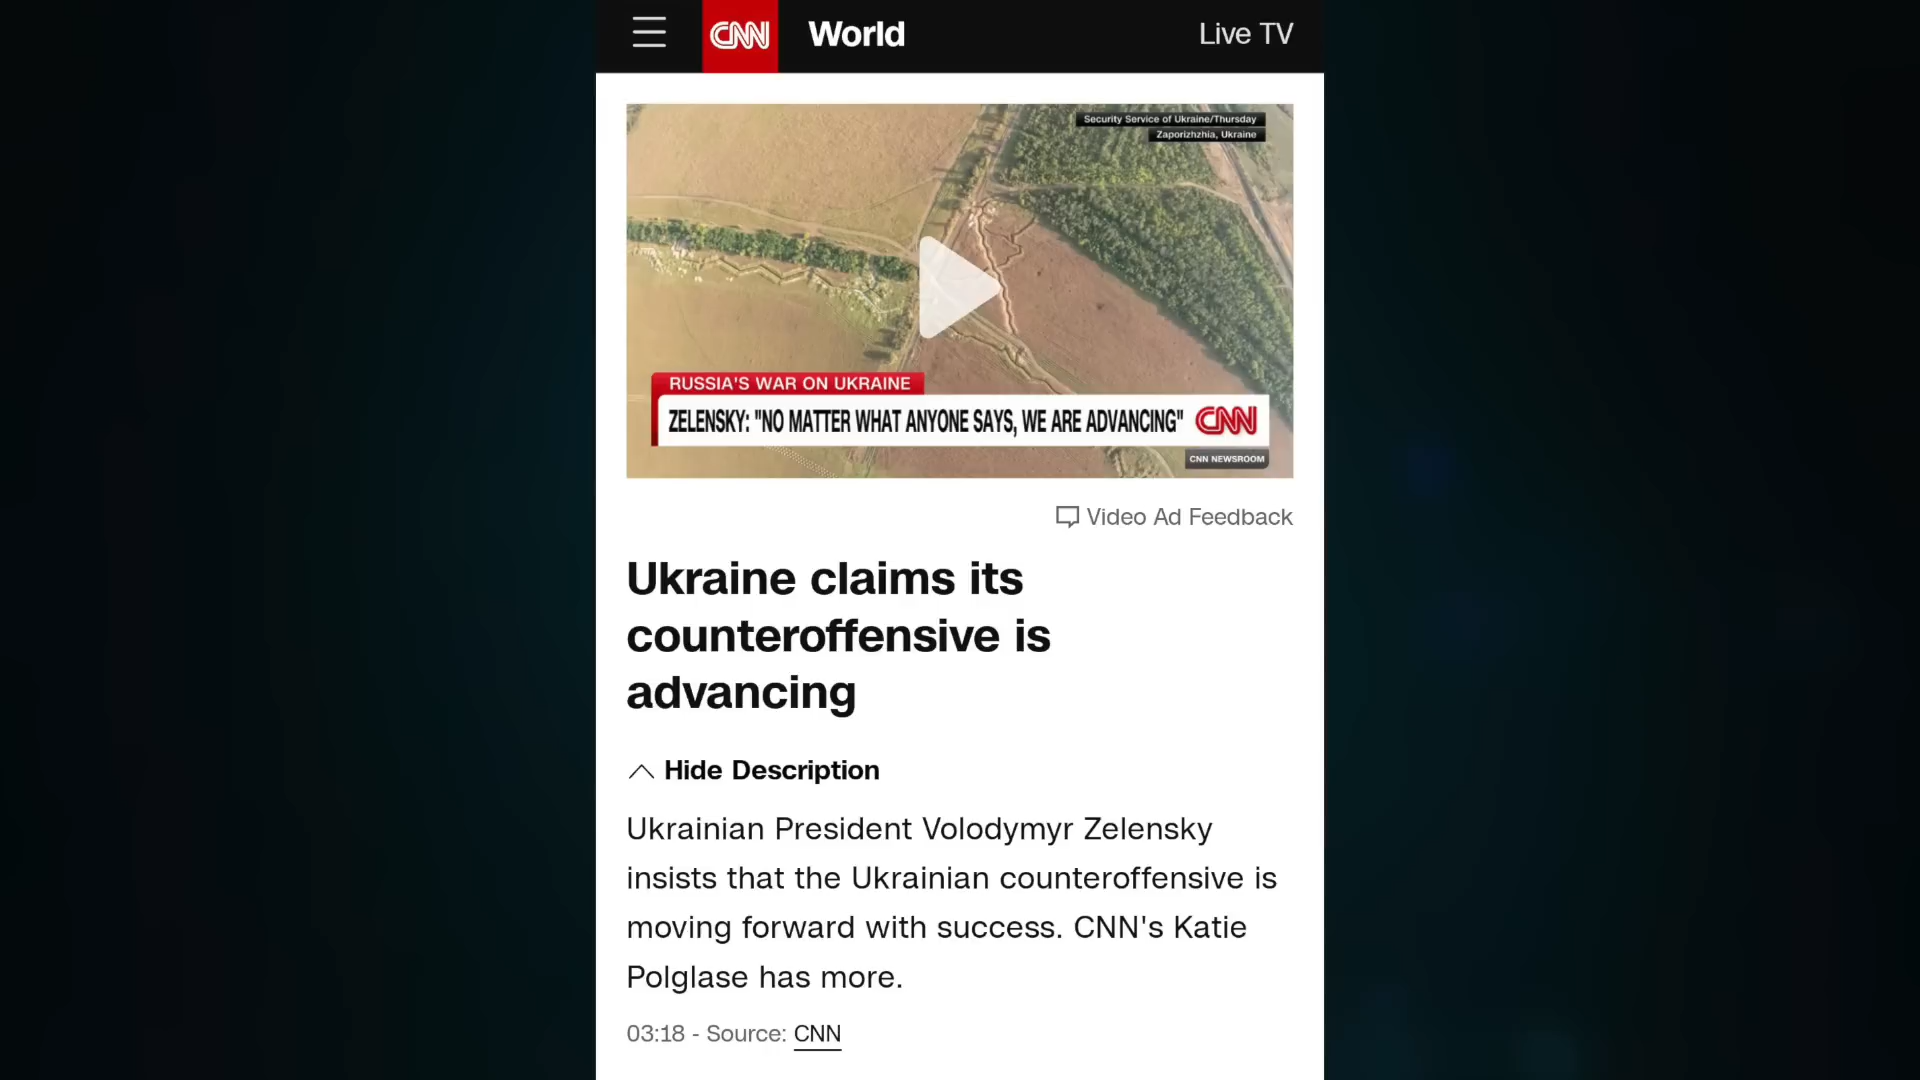 CNN World Live TV
Security Service of Ukraine/Thursday
Zaporizhzhia, Ukraine
RUSSIA'S WAR ON UKRAINE
ZELENSKY: "NO MATTER WHAT ANYONE SAYS, WE ARE ADVANCING" CNN
CNN NEWSROOM
Video Ad Feedback
Ukraine claims its
counteroffensive is
advancing
Hide Description
Ukrainian President Volodymyr Zelensky
insists that the Ukrainian counteroffensive is
moving forward with success. CNN's Katie
Polglase has more.
03:18 - Source: CNN